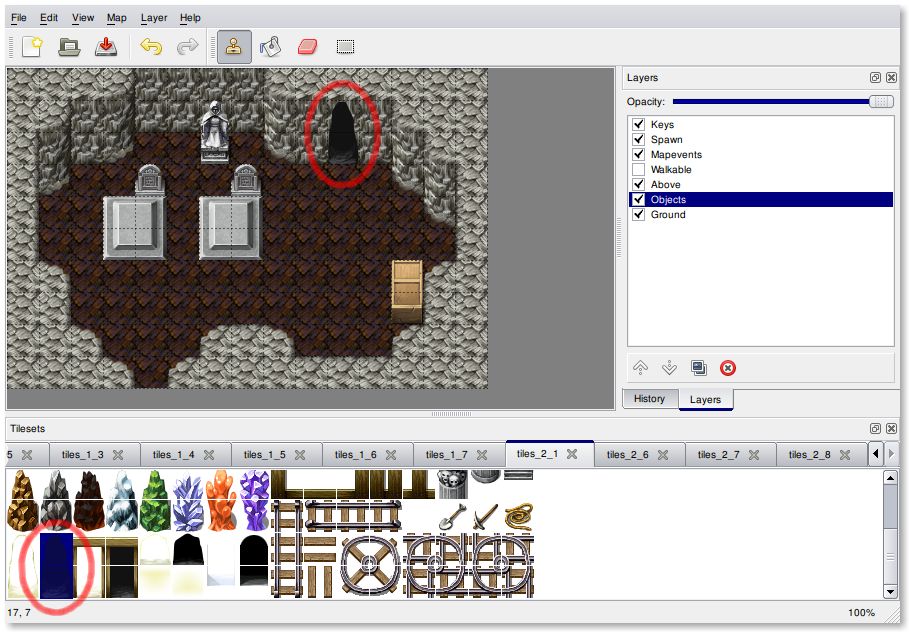 File Edit View Map Layer Help
Layers
Opacity:
Keys
Spawn
Mapevents
Walkable
Above
Objects
Ground
History Layers
Tilesets
5 tiles_1_3 tiles_1_4 tiles_1_5 tiles_1_6 tiles_1_7 tiles_2_1 tiles_2_6 tiles_2_7 tiles_2_8
17, 7 100%